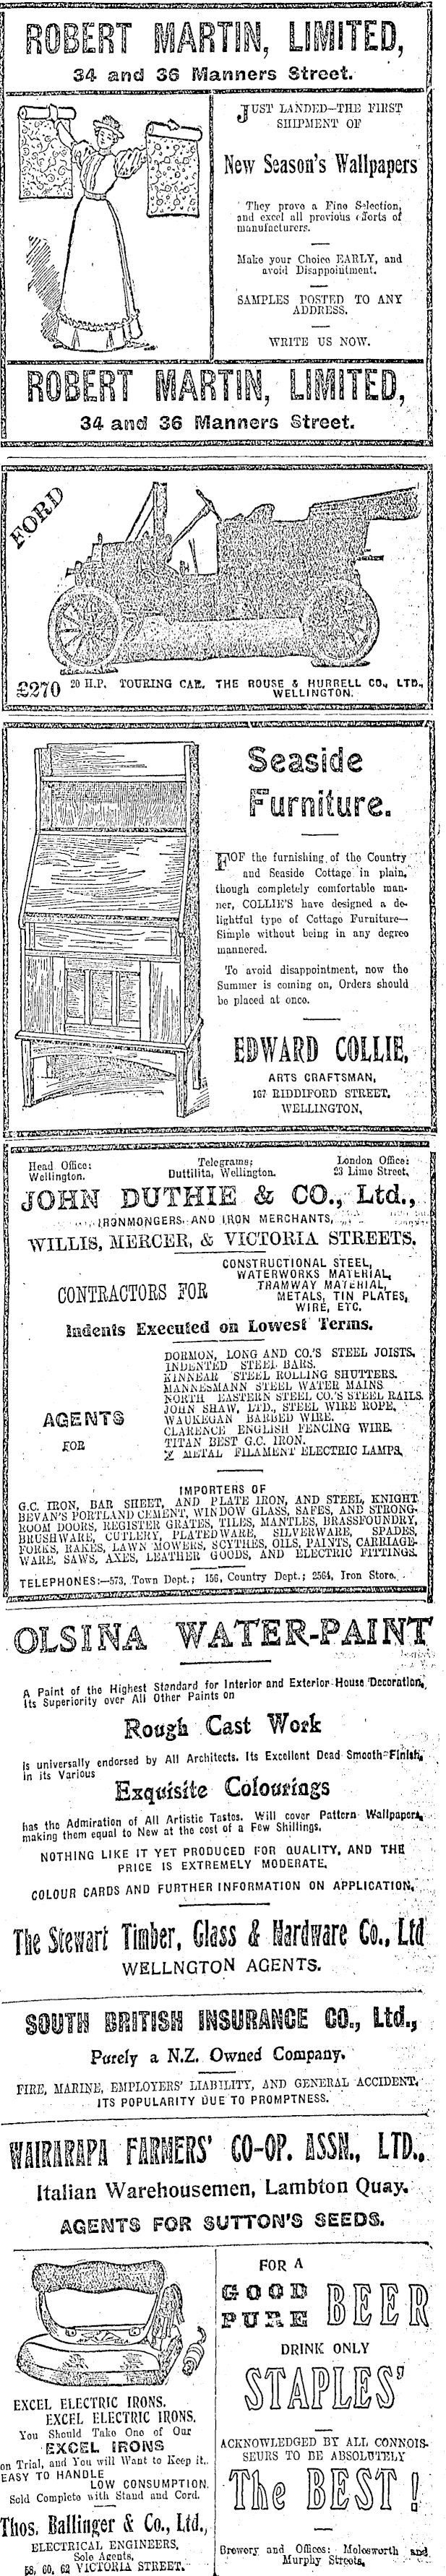 ROBERT MARTIN, LIMITED,
34 and 36 Manners Street.
JUST LANDED—THE FIRST
SHIPMENT OF
New Season's Wallpapers
They prove a Fine Selection,
and excel all previous efforts of
manufacturers.
Make your Choice EARLY, and
avoid Disappointment.
SAMPLES POSTED TO ANY
ADDRESS.
WRITE US NOW.
ROBERT MARTIN, LIMITED,
34 and 36 Manners Street.
FORD
£270 20 H.P. TOURING CAR. THE ROUSE & HURRELL CO., LTD.,
WELLINGTON.
Seaside
Furniture.
FOF the furnishing of the Country
and Seaside Cottage in plain,
though completely comfortable man-
ner, COLLIE'S have designed a de-
lightful type of Cottage Furniture—
Simple without being in any degree
mannered.
To avoid disappointment, now the
Summer is coming on, Orders should
be placed at once.
EDWARD COLLIE,
ARTS CRAFTSMAN,
167 RIDDIFORD STREET,
WELLINGTON,
Head Office:
Wellington.
Telegrams:
Duttilita, Wellington.
London Office:
23 Lime Street,
JOHN DUTHIE & CO., Ltd.,
IRONMONGERS AND IRON MERCHANTS,
WILLIS, MERCER, & VICTORIA STREETS.
CONTRACTORS FOR
CONSTRUCTIONAL STEEL,
WATERWORKS MATERIAL,
TRAMWAY MATERIAL,
METALS, TIN PLATES,
WIRE, ETC.
Indents Executed on Lowest Terms.
AGENTS
FOR
DORMON, LONG AND CO.'S STEEL JOISTS.
INDENTED STEEL BARS.
KINNEAR STEEL ROLLING SHUTTERS.
MANNESMANN STEEL WATER MAINS
NORTH EASTERN STEEL CO.'S STEEL RAILS.
JOHN SHAW, LTD., STEEL WIRE ROPE,
WAUKEGAN BARBED WIRE.
CLARENCE ENGLISH FENCING WIRE.
TITAN BEST G.C. IRON.
Z METAL FILAMENT ELECTRIC LAMPS.
IMPORTERS OF
G.C. IRON, BAR SHEET, AND PLATE IRON, AND STEEL, KNIGHT
BEVAN'S PORTLAND CEMENT, WINDOW GLASS, SAFES, AND STRONG-
ROOM DOORS, REGISTER GRATES, TILES, MANTLES, BRASSFOUNDRY,
BRUSHWARE, CUTLERY, PLATEDWARE, SILVERWARE, SPADES,
FORKS, RAKES, LAWN MOWERS, SCYTHES, OILS, PAINTS, CARRIAGE-
WARE, SAWS, AXES, LEATHER GOODS, AND ELECTRIC FITTINGS.
TELEPHONES:—573, Town Dept.; 156, Country Dept.; 2564, Iron Store.
OLSINA WATER-PAINT
A Paint of the Highest Standard for Interior and Exterior House Decoration,
Its Superiority over All Other Paints on
Rough Cast Work
Is universally endorsed by All Architects. Its Excellent Dead Smooth Finish,
in its Various
Exquisite Colourings
has the Admiration of All Artistic Tastes. Will cover Pattern Wallpapers,
making them equal to New at the cost of a Few Shillings.
NOTHING LIKE IT YET PRODUCED FOR QUALITY, AND THE
PRICE IS EXTREMELY MODERATE.
COLOUR CARDS AND FURTHER INFORMATION ON APPLICATION.
The Stewart Timber, Glass & Hardware Co., Ltd
WELLNGTON AGENTS.
SOUTH BRITISH INSURANCE CO., Ltd.,
Purely a N.Z. Owned Company.
FIRE, MARINE, EMPLOYERS' LIABILITY, AND GENERAL ACCIDENT.
ITS POPULARITY DUE TO PROMPTNESS.
WAIRARAPA FARMERS' CO-OP. ASSN., LTD.,
Italian Warehousemen, Lambton Quay.
AGENTS FOR SUTTON'S SEEDS.
EXCEL ELECTRIC IRONS.
EXCEL ELECTRIC IRONS.
You Should Take One of Our
EXCEL IRONS
on Trial, and You will Want to Keep it.
EASY TO HANDLE
LOW CONSUMPTION.
Sold Complete with Stand and Cord.
Thos. Ballinger & Co., Ltd.,
ELECTRICAL ENGINEERS,
Sole Agents,
58, 60, 62 VICTORIA STREET.
FOR A
GOOD
PURE
BEER
DRINK ONLY
STAPLES'
ACKNOWLEDGED BY ALL CONNOIS-
SEURS TO BE ABSOLUTELY
The BEST!
Brewery and Offices: Molesworth and
Murphy Streets.